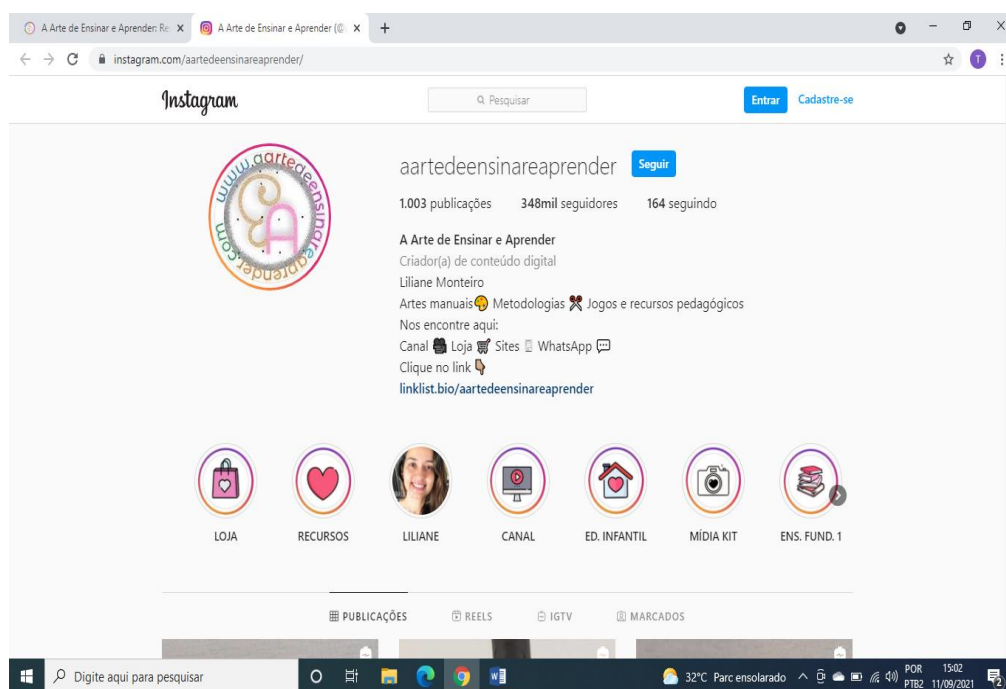 A Arte de Ensinar e Aprender: Re
A Arte de Ensinar e Aprender (@
instagram.com/aartedeensinareaprender/
Instagram
Pesquisar
Entrar
Cadastre-se
www.aartedeensinareaprender.com
EA
aartedeensinareaprender
Seguir
1.003 publicações 348mil seguidores 164 seguindo
A Arte de Ensinar e Aprender
Criador(a) de conteúdo digital
Liliane Monteiro
Artes manuais🎨 Metodologias ✂ Jogos e recursos pedagógicos
Nos encontre aqui:
Canal 🎥 Loja 🛒 Sites 📱 WhatsApp 💬
Clique no link 👇
linklist.bio/aartedeensinareaprender
LOJA RECURSOS LILIANE CANAL ED. INFANTIL MÍDIA KIT ENS. FUND. 1
PUBLICAÇÕES REELS IGTV MARCADOS
Digite aqui para pesquisar
32°C Parc ensolarado
POR 15:02
PTB2 11/09/2021